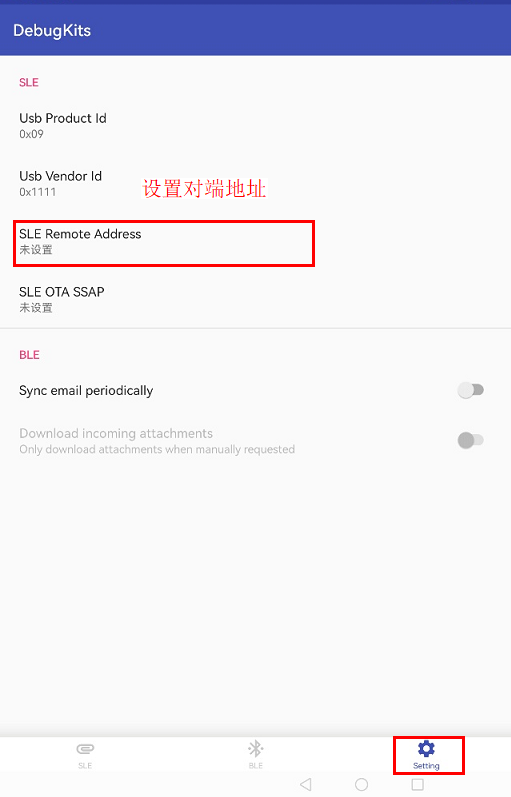 DebugKits
SLE
Usb Product Id
0x09
Usb Vendor Id
0x1111
设置对端地址
SLE Remote Address
未设置
SLE OTA SSAP
未设置
BLE
Sync email periodically
Download incoming attachments
Only download attachments when manually requested
SLE
BLE
Setting